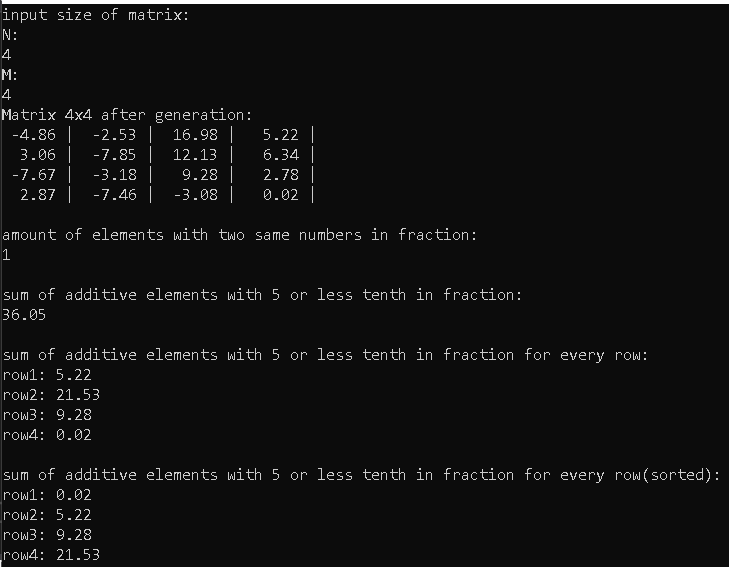 input size of matrix:
N:
4
M:
4
Matrix 4x4 after generation:
-4.86 | -2.53 | 16.98 | 5.22 |
3.06 | -7.85 | 12.13 | 6.34 |
-7.67 | -3.18 | 9.28 | 2.78 |
2.87 | -7.46 | -3.08 | 0.02 |
amount of elements with two same numbers in fraction:
1
sum of additive elements with 5 or less tenth in fraction:
36.05
sum of additive elements with 5 or less tenth in fraction for every row:
row1: 5.22
row2: 21.53
row3: 9.28
row4: 0.02
sum of additive elements with 5 or less tenth in fraction for every row(sorted):
row1: 0.02
row2: 5.22
row3: 9.28
row4: 21.53